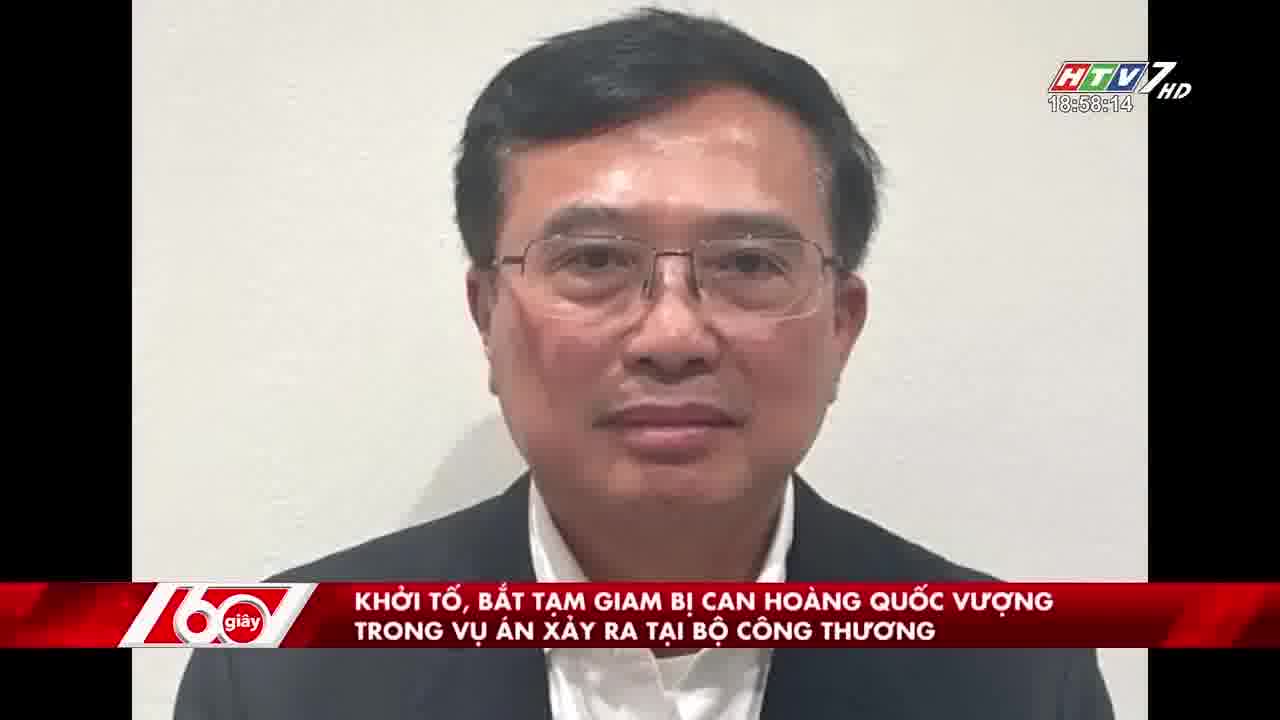 HTV7 HD
18:58:14
60 giây
KHỞI TỐ, BẮT TẠM GIAM BỊ CAN HOÀNG QUỐC VƯỢNG
TRONG VỤ ÁN XẢY RA TẠI BỘ CÔNG THƯƠNG